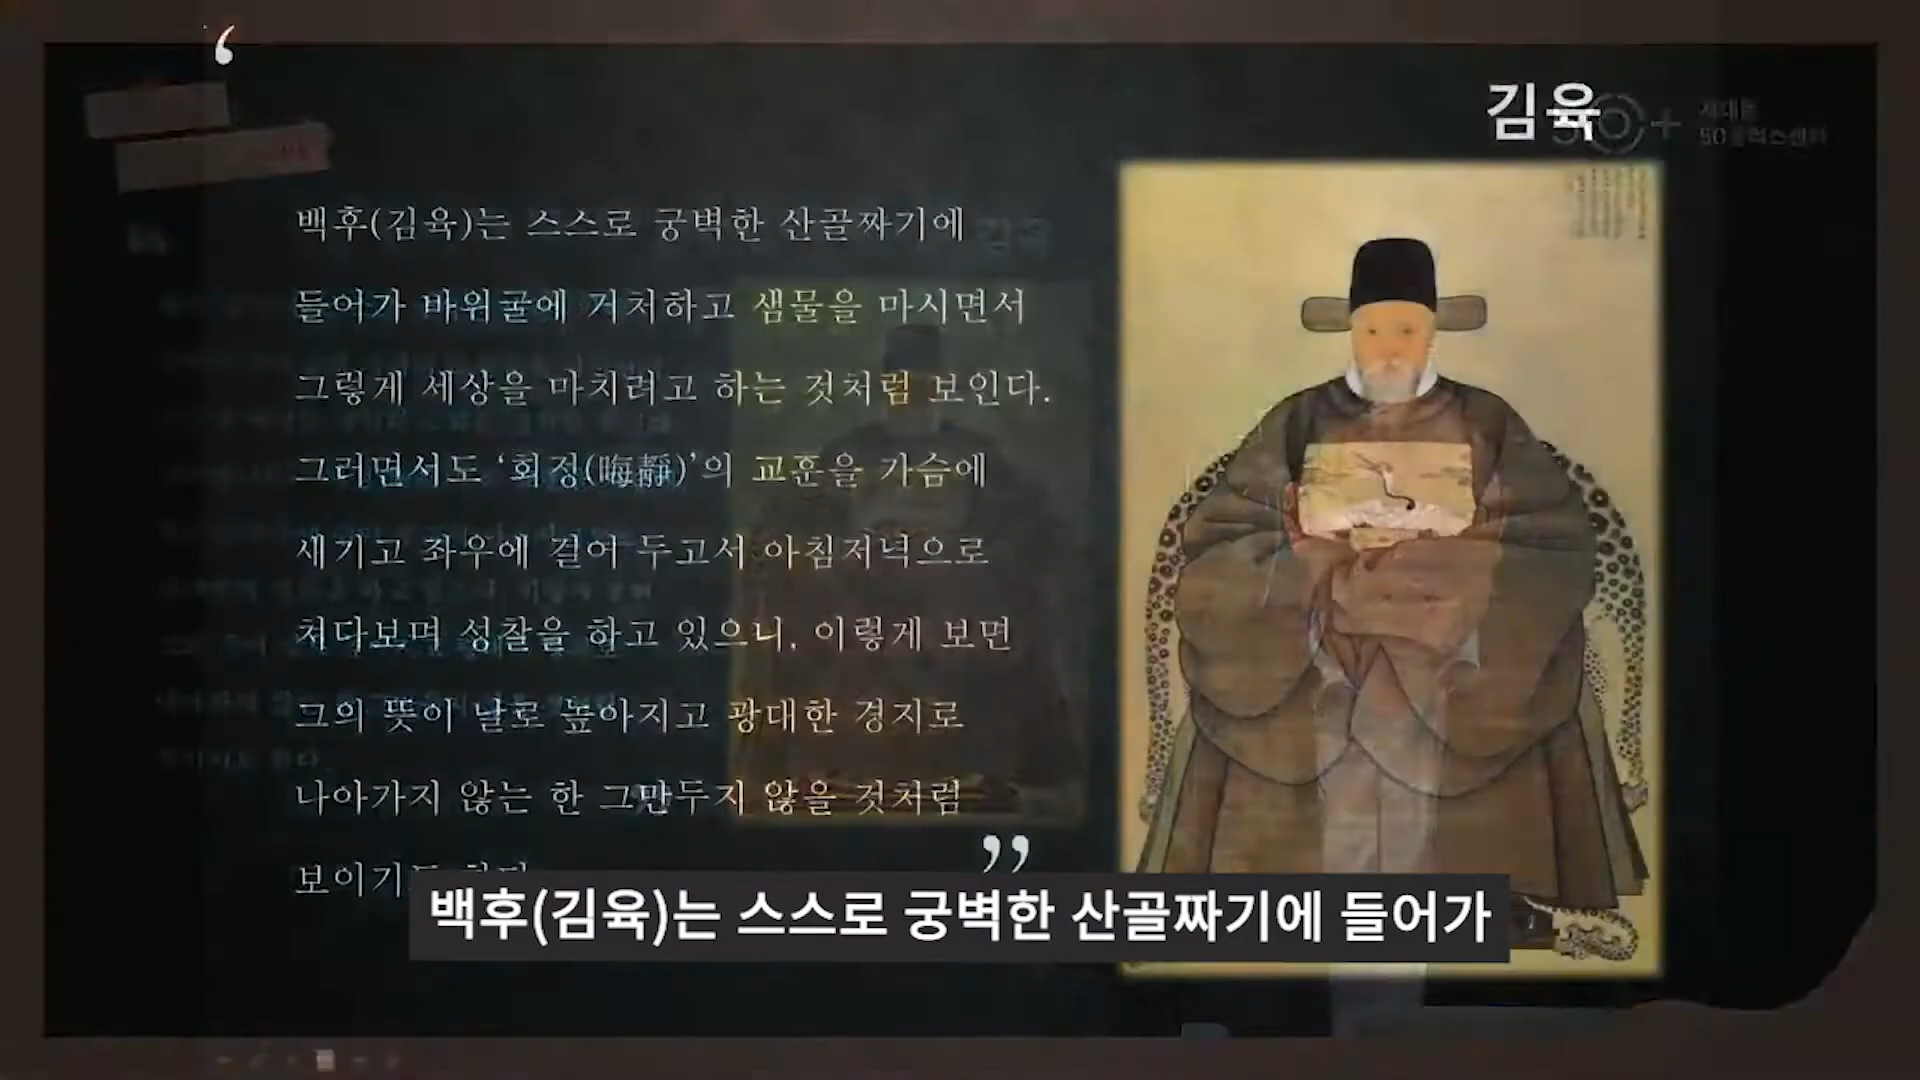 김육
백후(김육)는 스스로 궁벽한 산골짜기에
들어가 바위굴에 거처하고 샘물을 마시면서
그렇게 세상을 마치려고 하는 것처럼 보인다.
그러면서도 ‘회정(晦靜)’의 교훈을 가슴에
새기고 좌우에 걸어 두고서 아침저녁으로
쳐다보며 성찰을 하고 있으니, 이렇게 보면
그의 뜻이 날로 높아지고 광대한 경지로
나아가지 않는 한 그만두지 않을 것처럼
”
백후(김육)는 스스로 궁벽한 산골짜기에 들어가